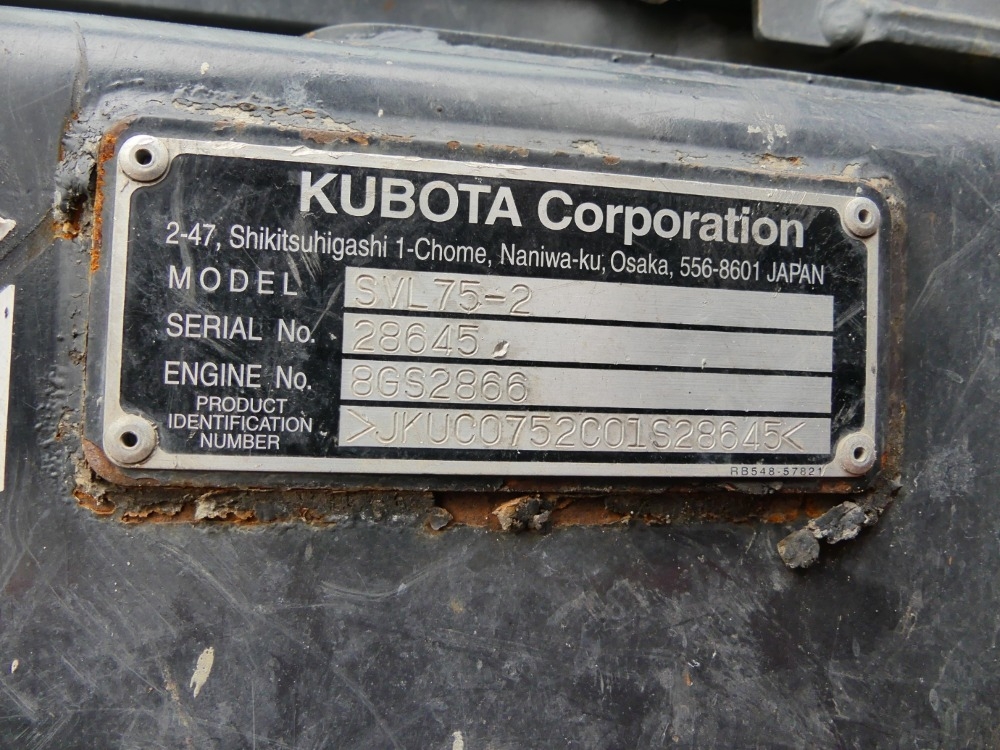 KUBOTA Corporation
2-47, Shikitsuhigashi 1-Chome, Naniwa-ku, Osaka, 556-8601 JAPAN
MODEL SVL75-2
SERIAL No. 28645
ENGINE No. 8GS2866
PRODUCT
IDENTIFICATION
NUMBER
>JKUC0752C01S28645<
RB548-57821